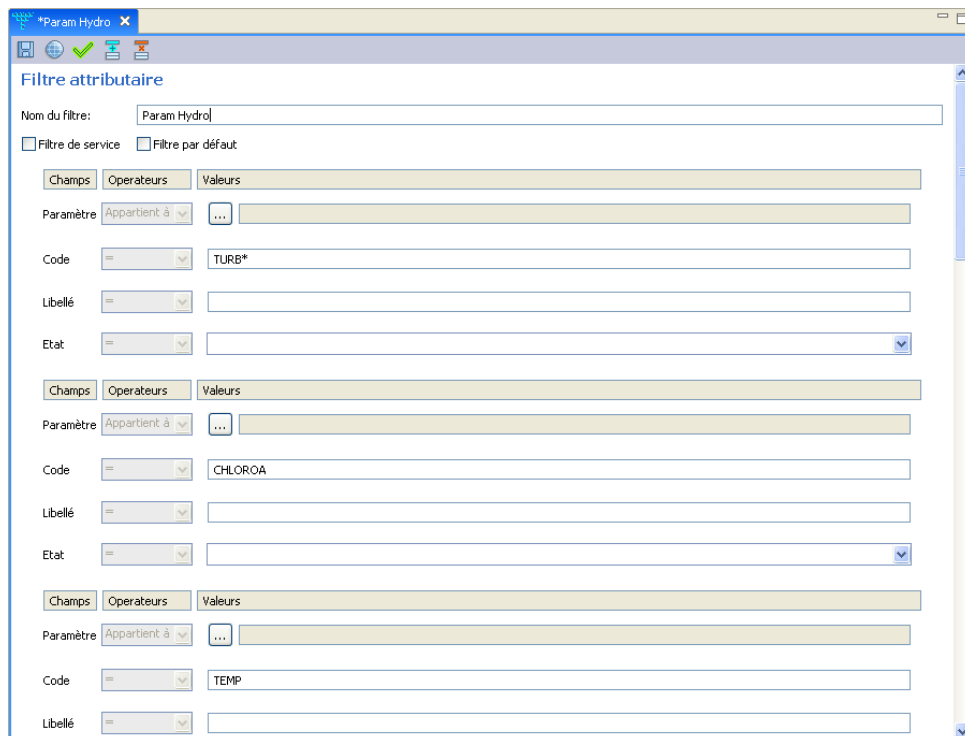 *Param Hydro
Filtre attributaire
Nom du filtre: Param Hydro
Filtre de service Filtre par défaut
Champs Operateurs Valeurs
Paramètre Appartient à ...
Code = TURB*
Libellé =
Etat =
Champs Operateurs Valeurs
Paramètre Appartient à ...
Code = CHLOROA
Libellé =
Etat =
Champs Operateurs Valeurs
Paramètre Appartient à ...
Code = TEMP
Libellé =